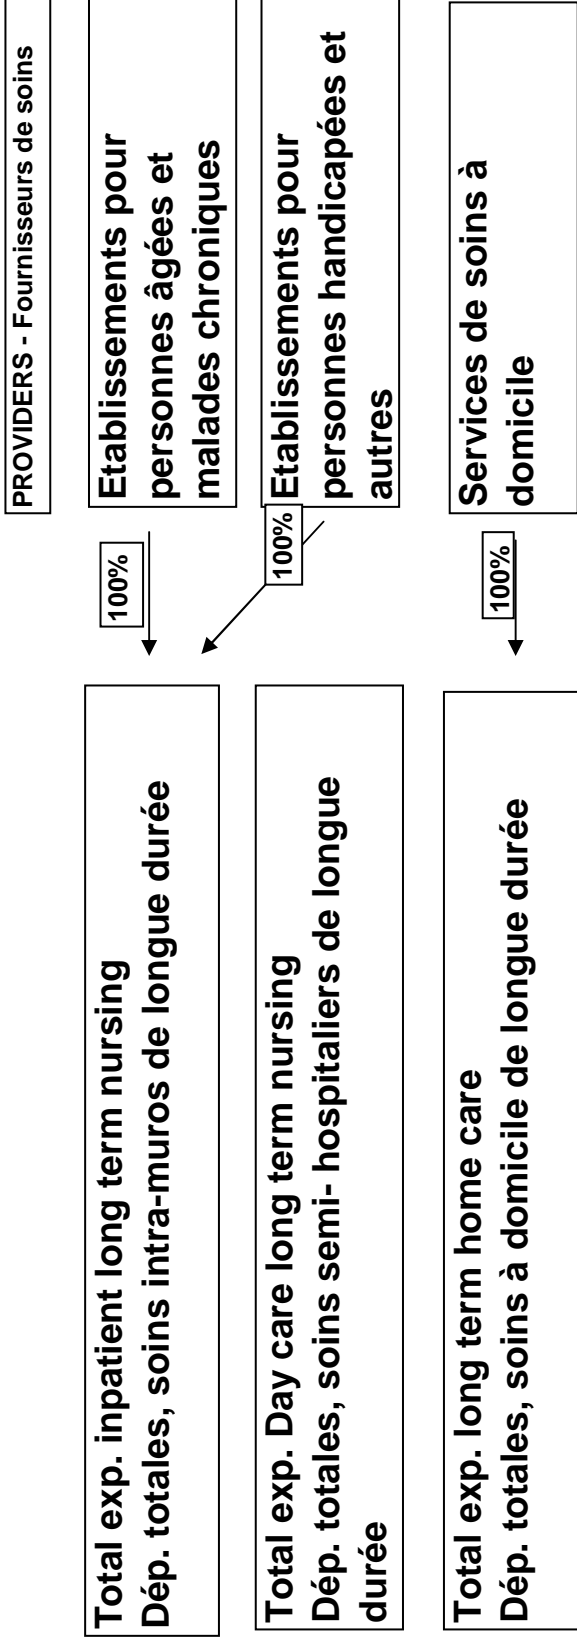 PROVIDERS - Fournisseurs de soins
Total exp. inpatient long term nursing
Dép. totales, soins intra-muros de longue durée
100%
Etablissements pour
personnes âgées et
malades chroniques
Total exp. Day care long term nursing
Dép. totales, soins semi- hospitaliers de longue
durée
100%
Etablissements pour
personnes handicapées et
autres
Total exp. long term home care
Dép. totales, soins à domicile de longue durée
100%
Services de soins à
domicile